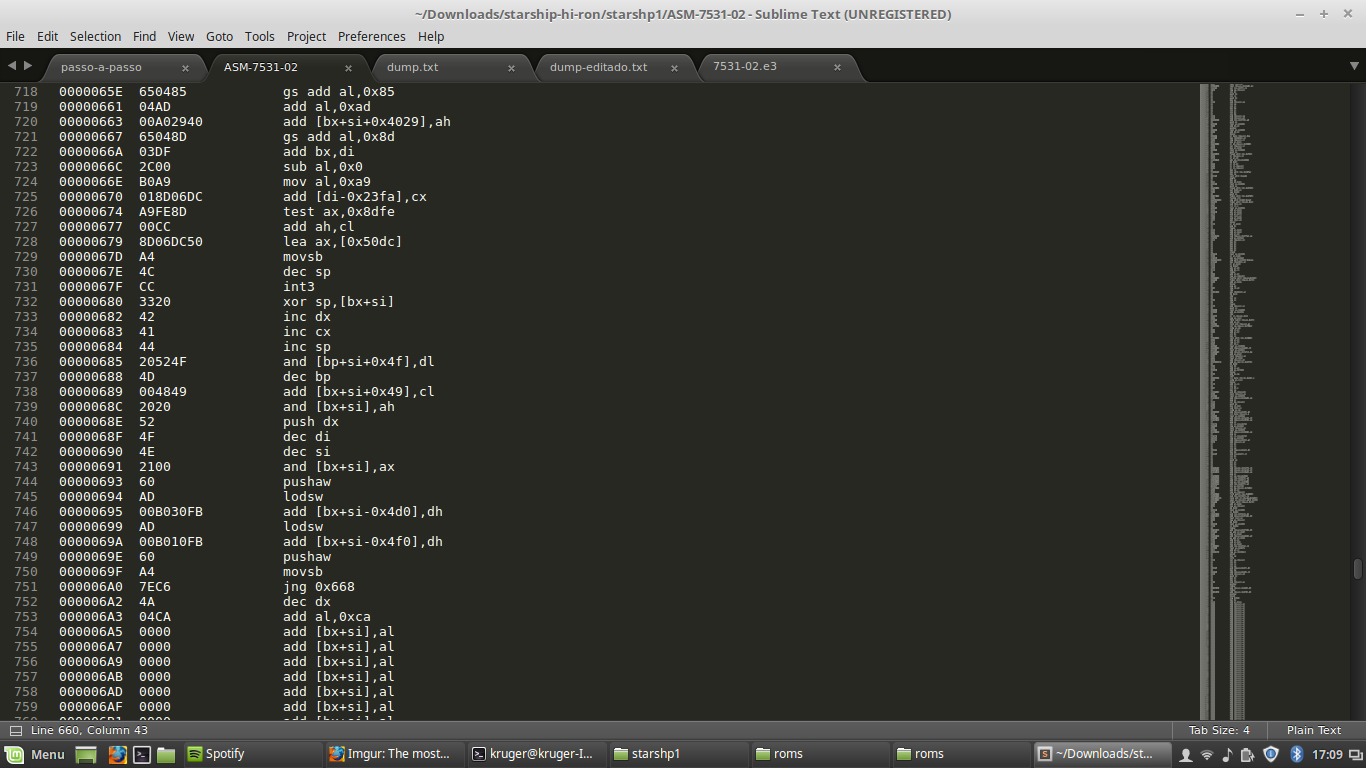 ~/Downloads/starship-hi-ron/starshp1/ASM-7531-02 - Sublime Text (UNREGISTERED)
File Edit Selection Find View Goto Tools Project Preferences Help
passo-a-passo ASM-7531-02 dump.txt dump-editado.txt 7531-02.e3
718 0000065E 650485 gs add al,0x85
719 00000661 04AD add al,0xad
720 00000663 00A02940 add [bx+si+0x4029],ah
721 00000667 65048D gs add al,0x8d
722 0000066A 03DF add bx,di
723 0000066C 2C00 sub al,0x0
724 0000066E B0A9 mov al,0xa9
725 00000670 018D06DC add [di-0x23fa],cx
726 00000674 A9FE8D test ax,0x8dfe
727 00000677 00CC add ah,cl
728 00000679 8D06DC50 lea ax,[0x50dc]
729 0000067D A4 movsb
730 0000067E 4C dec sp
731 0000067F CC int3
732 00000680 3320 xor sp,[bx+si]
733 00000682 42 inc dx
734 00000683 41 inc cx
735 00000684 44 inc sp
736 00000685 20524F and [bp+si+0x4f],dl
737 00000688 4D dec bp
738 00000689 004849 add [bx+si+0x49],cl
739 0000068C 2020 and [bx+si],ah
740 0000068E 52 push dx
741 0000068F 4F dec di
742 00000690 4E dec si
743 00000691 2100 and [bx+si],ax
744 00000693 60 pushaw
745 00000694 AD lodsw
746 00000695 00B030FB add [bx+si-0x4d0],dh
747 00000699 AD lodsw
748 0000069A 00B010FB add [bx+si-0x4f0],dh
749 0000069E 60 pushaw
750 0000069F A4 movsb
751 000006A0 7EC6 jng 0x668
752 000006A2 4A dec dx
753 000006A3 04CA add al,0xca
754 000006A5 0000 add [bx+si],al
755 000006A7 0000 add [bx+si],al
756 000006A9 0000 add [bx+si],al
757 000006AB 0000 add [bx+si],al
758 000006AD 0000 add [bx+si],al
759 000006AF 0000 add [bx+si],al
760 000006B1 0000 add [bx+si],al
Line 660, Column 43 Tab Size: 4 Plain Text
Menu Spotify Imgur: The most... kruger@kruger-I... starshp1 roms roms ~/Downloads/st... 17:09